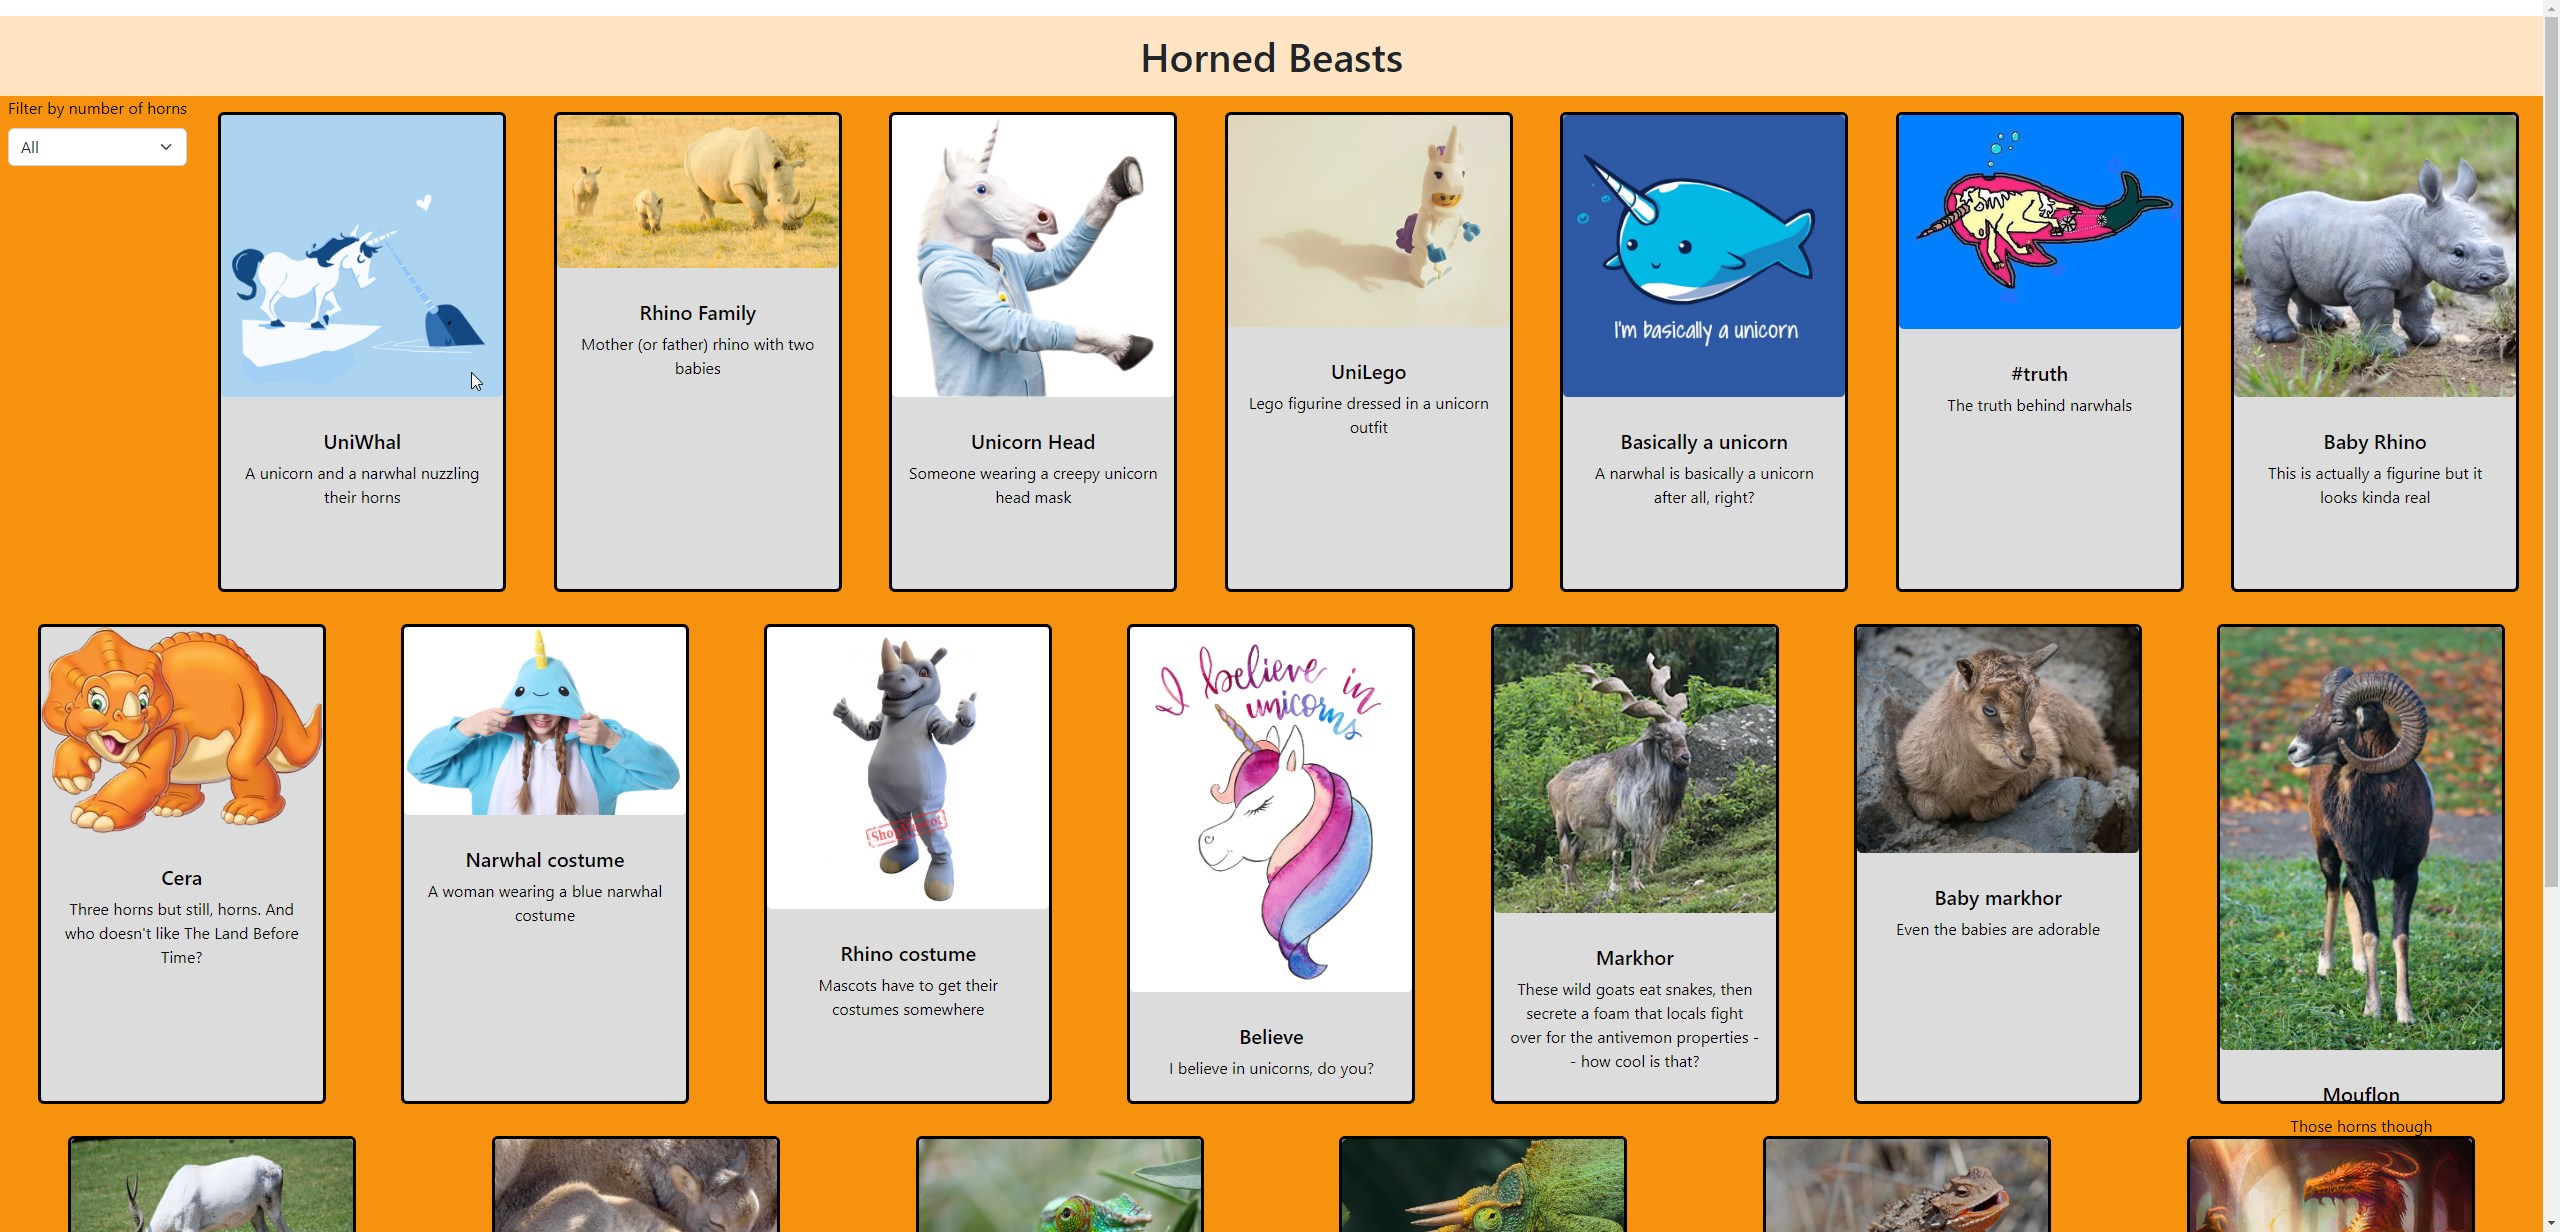 Horned Beasts
Filter by number of horns
All
I'm basically a unicorn
UniWhal
A unicorn and a narwhal nuzzling
their horns
Rhino Family
Mother (or father) rhino with two
babies
Unicorn Head
Someone wearing a creepy unicorn
head mask
UniLego
Lego figurine dressed in a unicorn
outfit
Basically a unicorn
A narwhal is basically a unicorn
after all, right?
#truth
The truth behind narwhals
Baby Rhino
This is actually a figurine but it
looks kinda real
Cera
Three horns but still, horns. And
who doesn't like The Land Before
Time?
Narwhal costume
A woman wearing a blue narwhal
costume
Rhino costume
Mascots have to get their
costumes somewhere
I believe in
unicorns
Believe
I believe in unicorns, do you?
Markhor
These wild goats eat snakes, then
secrete a foam that locals fight
over for the antivemon properties -
- how cool is that?
Baby markhor
Even the babies are adorable
Mouflon
Those horns though